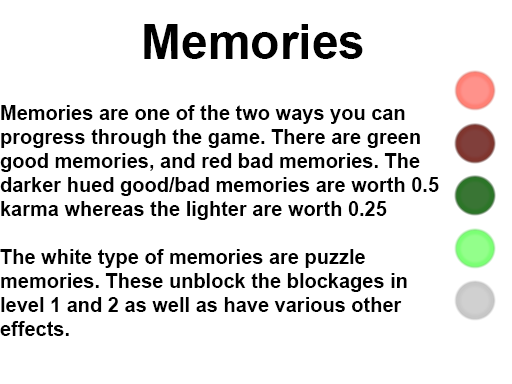 Memories
Memories are one of the two ways you can
progress through the game. There are green
good memories, and red bad memories. The
darker hued good/bad memories are worth 0.5
karma whereas the lighter are worth 0.25
The white type of memories are puzzle
memories. These unblock the blockages in
level 1 and 2 as well as have various other
effects.